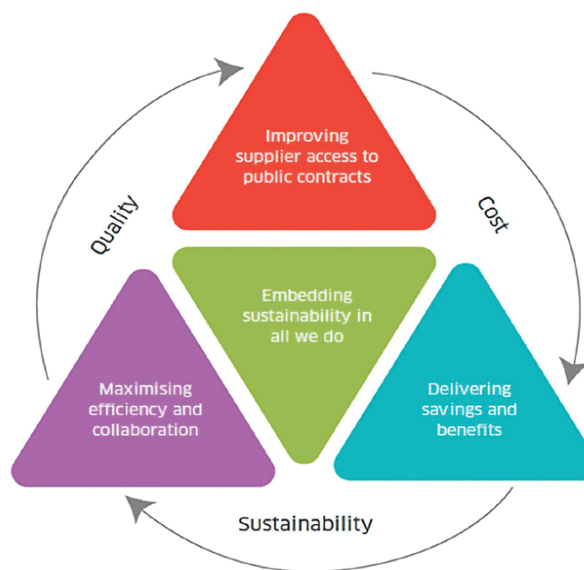 Improving
supplier access to
public contracts
Quality
Cost
Embedding
sustainability in
all we do
Maximising
efficiency and
collaboration
Delivering
savings and
benefits
Sustainability